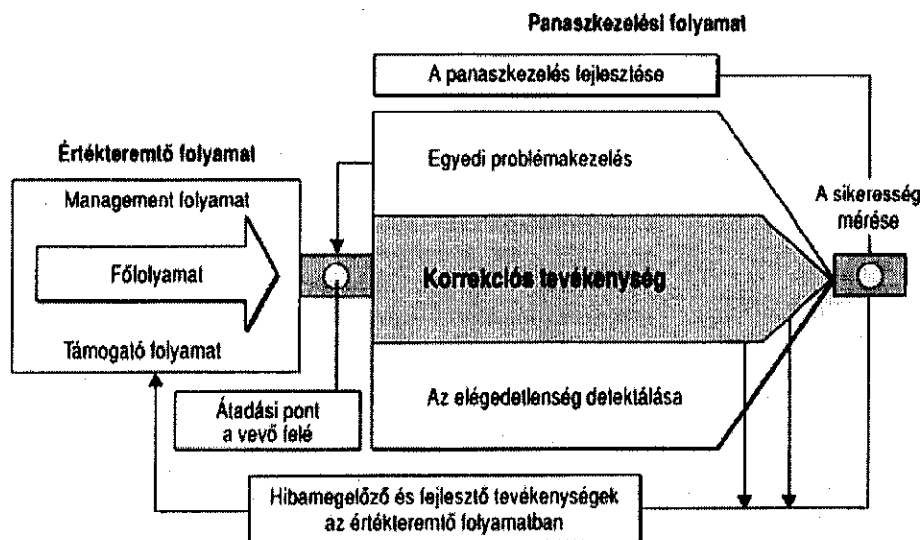 Panaszkezelési folyamat
A panaszkezelés fejlesztése
Értékteremtő folyamat
Egyedi problémakezelés
Management folyamat
A sikeresség
mérése
Főlolyamat
Korrekciós tevékenység
Támogató folyamat
Az elégedetlenség detektálása
Átadási pont
a vevő felé
Hibamegelőző és fejlesztő tevékenységek
az értékteremtő folyamatban